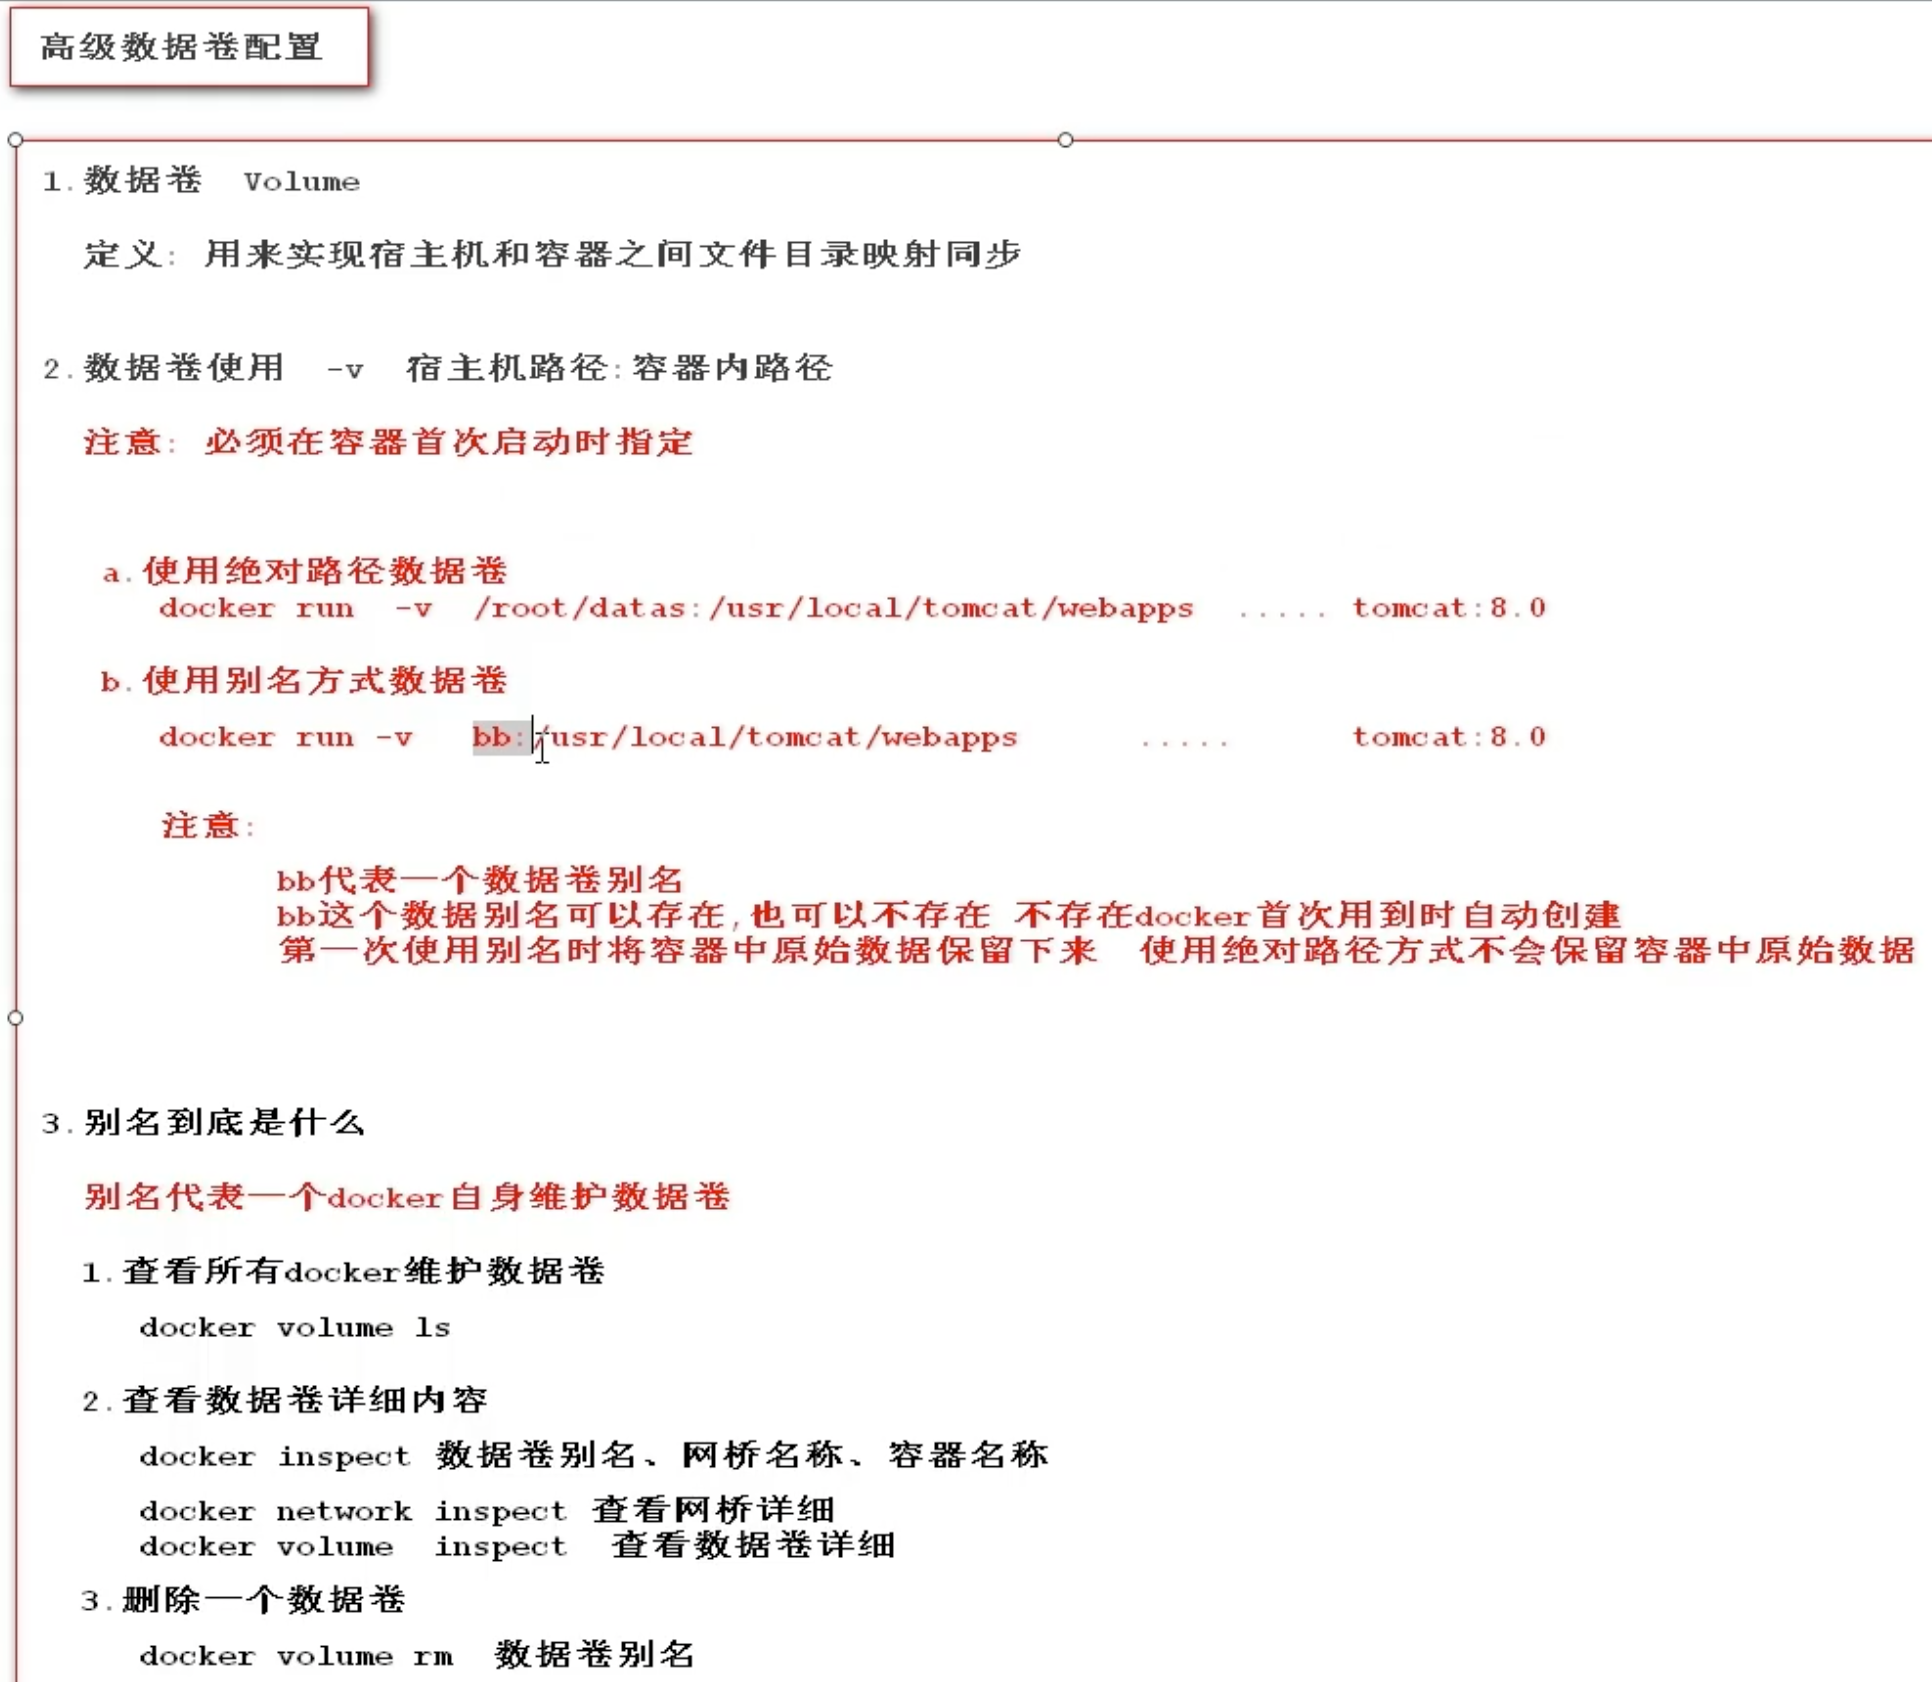 高级数据卷配置
1.数据卷 Volume
定义: 用来实现宿主机和容器之间文件目录映射同步
2.数据卷使用 -v 宿主机路径:容器内路径
注意: 必须在容器首次启动时指定
a.使用绝对路径数据卷
docker run -v /root/datas:/usr/local/tomcat/webapps ..... tomcat:8.0
b.使用别名方式数据卷
docker run -v bb:/usr/local/tomcat/webapps ..... tomcat:8.0
注意:
bb代表一个数据卷别名
bb这个数据别名可以存在,也可以不存在 不存在docker首次用到时自动创建
第一次使用别名时将容器中原始数据保留下来 使用绝对路径方式不会保留容器中原始数据
3.别名到底是什么
别名代表一个docker自身维护数据卷
1.查看所有docker维护数据卷
docker volume ls
2.查看数据卷详细内容
docker inspect 数据卷别名、网桥名称、容器名称
docker network inspect 查看网桥详细
docker volume inspect 查看数据卷详细
3.删除一个数据卷
docker volume rm 数据卷别名